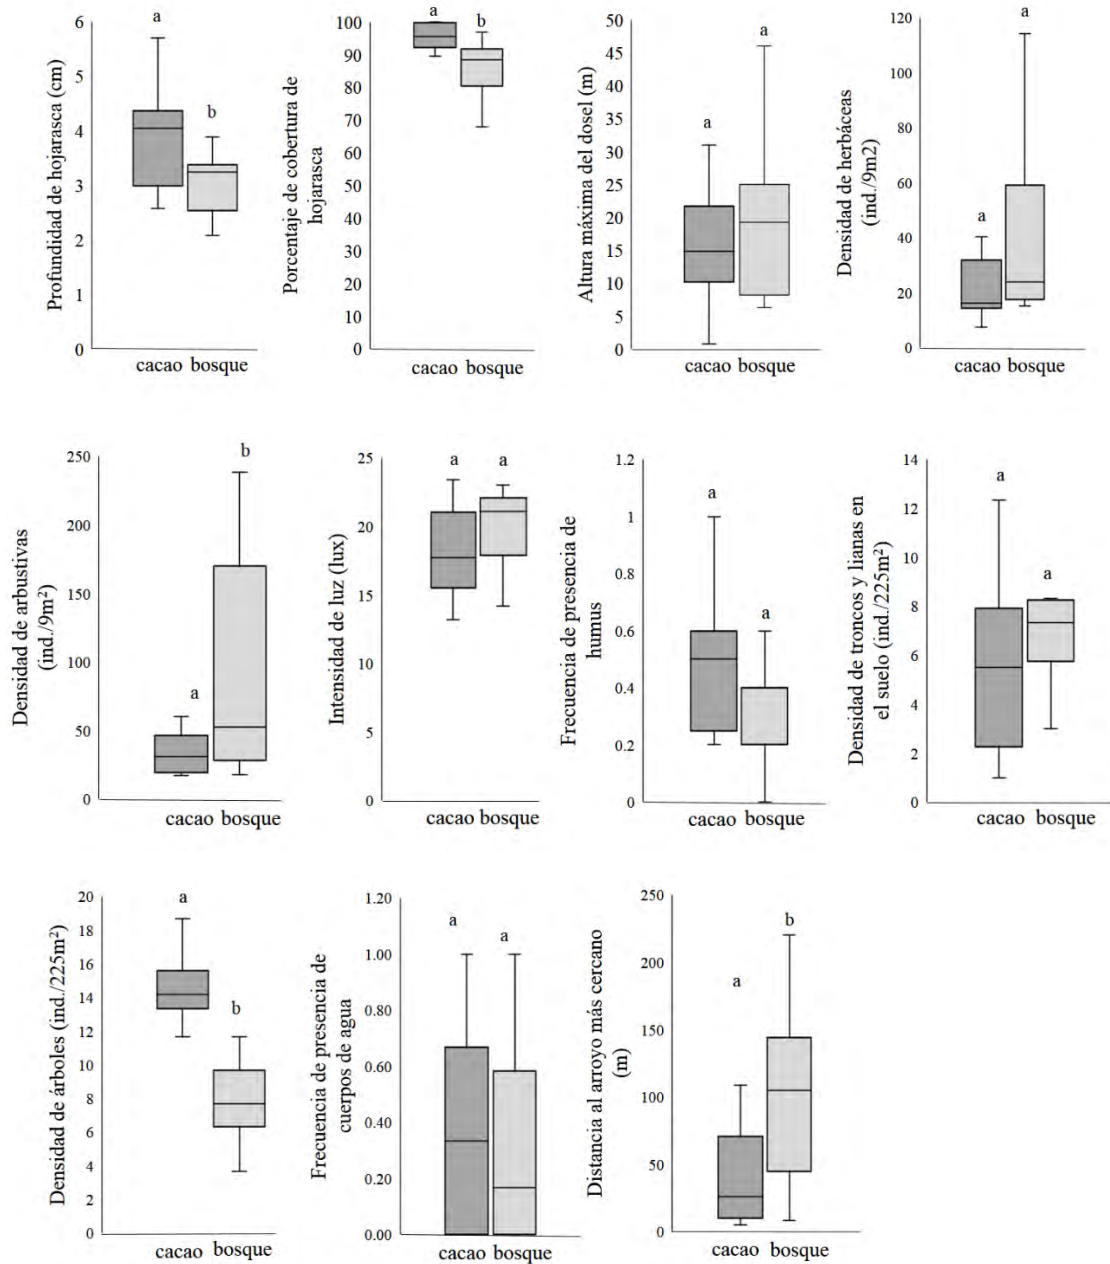 Profundidad de hojarasca (cm)
6
5
4
3
2
1
0
a
b
cacao bosque
Porcentaje de cobertura de
hojarasca
100
90
80
70
60
50
40
30
20
10
0
a
b
cacao bosque
Altura máxima del dosel (m)
50
45
40
35
30
25
20
15
10
5
0
a
a
cacao bosque
Densidad de herbáceas
(ind./9m2)
120
100
80
60
40
20
0
a
a
cacao bosque
Densidad de arbustivas
(ind./9m²)
250
200
150
100
50
0
a
b
cacao bosque
Intensidad de luz (lux)
25
20
15
10
5
0
a
a
cacao bosque
Frecuencia de presencia de
humus
1.2
1
0.8
0.6
0.4
0.2
0
a
a
cacao bosque
Densidad de troncos y lianas en
el suelo (ind./225m²)
14
12
10
8
6
4
2
0
a
a
cacao bosque
Densidad de árboles (ind./225m²)
20
18
16
14
12
10
8
6
4
2
0
a
b
cacao bosque
Frecuencia de presencia de
cuerpos de agua
1.20
1.00
0.80
0.60
0.40
0.20
0.00
a
a
cacao bosque
Distancia al arroyo más cercano
(m)
250
200
150
100
50
0
a
b
cacao bosque